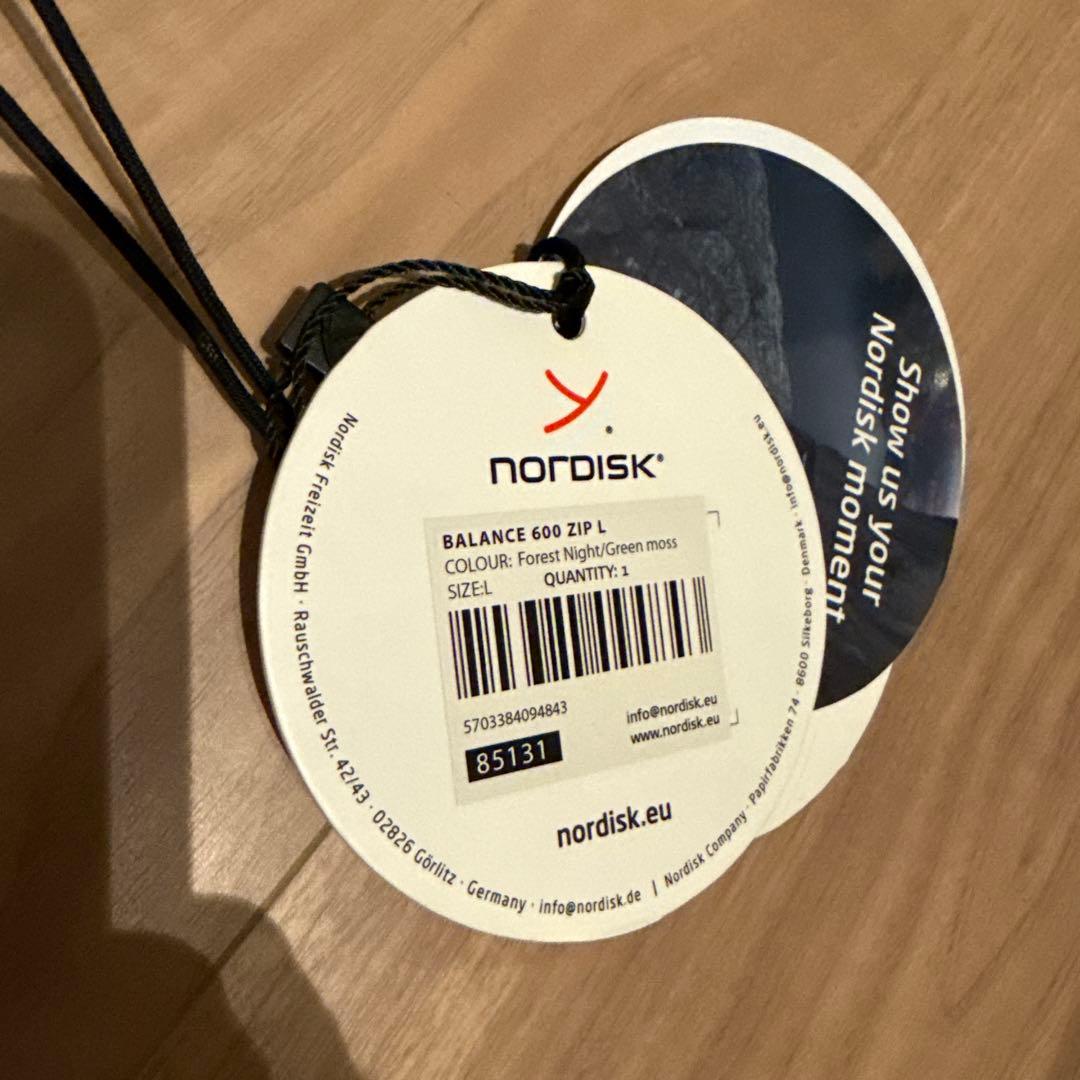 NORDISK®
BALANCE 600 ZIP L
COLOUR: Forest Night/Green moss
SIZE:L QUANTITY: 1
5703384094843
info@nordisk.eu
www.nordisk.eu
85131
nordisk.eu
Nordisk Freizeit GmbH · Rauschwalder Str. 42/43 · 02826 Görlitz · Germany · info@nordisk.de | Nordisk Company · Papirfabrikken 74 · 8600 Silkeborg · Denmark · info@nordisk.eu
Show us your
Nordisk moment